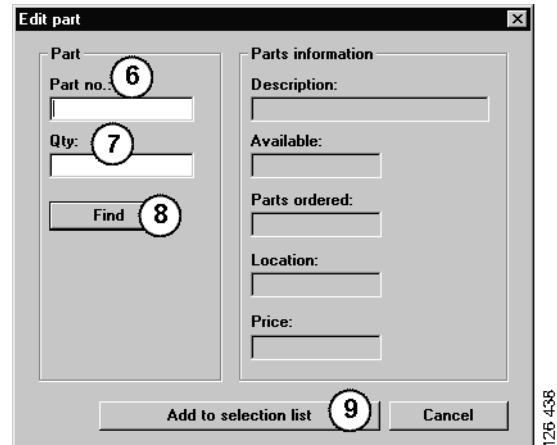 Edit part
Part
Part no.: 6
Qty: 7
Find 8
Parts information
Description:
Available:
Parts ordered:
Location:
Price:
Add to selection list 9
Cancel
126 438